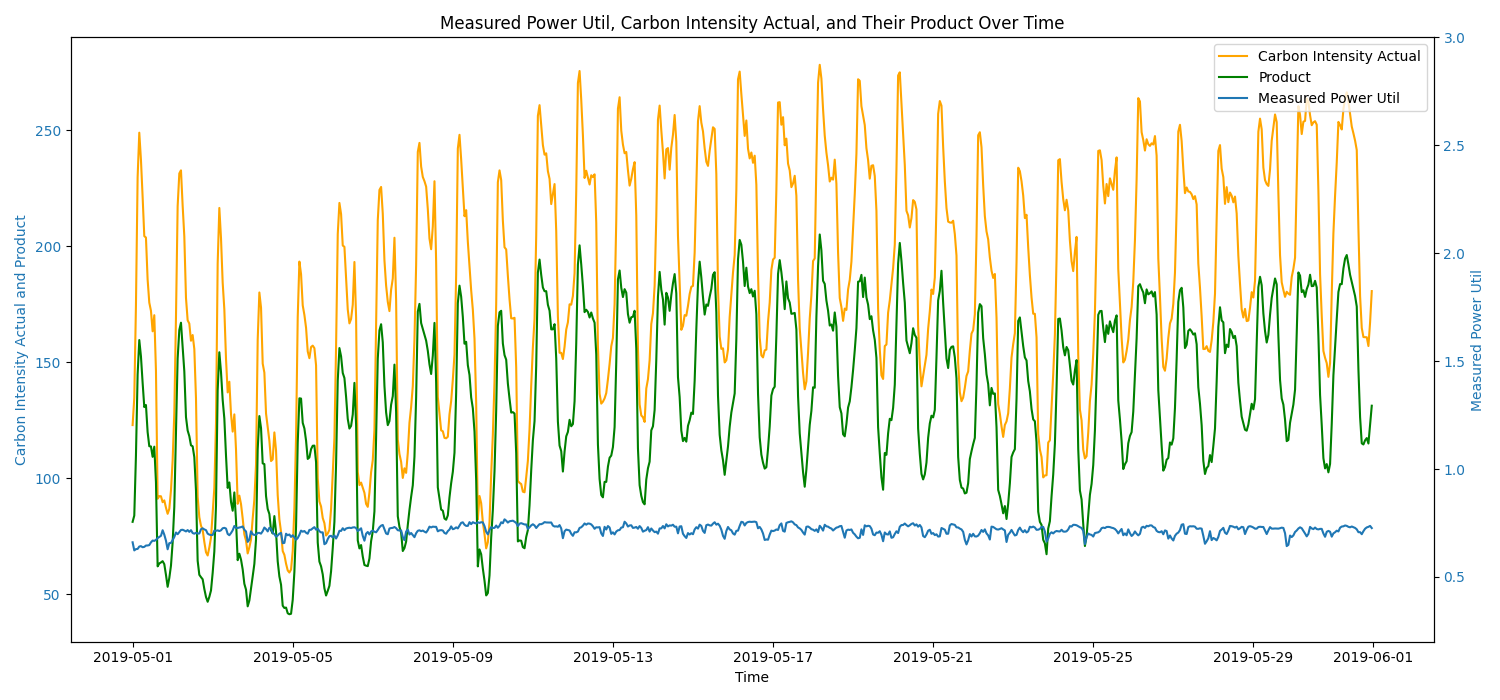 Measured Power Util, Carbon Intensity Actual, and Their Product Over Time
Carbon Intensity Actual
Product
Measured Power Util
Carbon Intensity Actual and Product
250
200
150
100
50
3.0
2.5
2.0
1.5
1.0
0.5
Measured Power Util
2019-05-01
2019-05-05
2019-05-09
2019-05-13
2019-05-17
2019-05-21
2019-05-25
2019-05-29
2019-06-01
Time